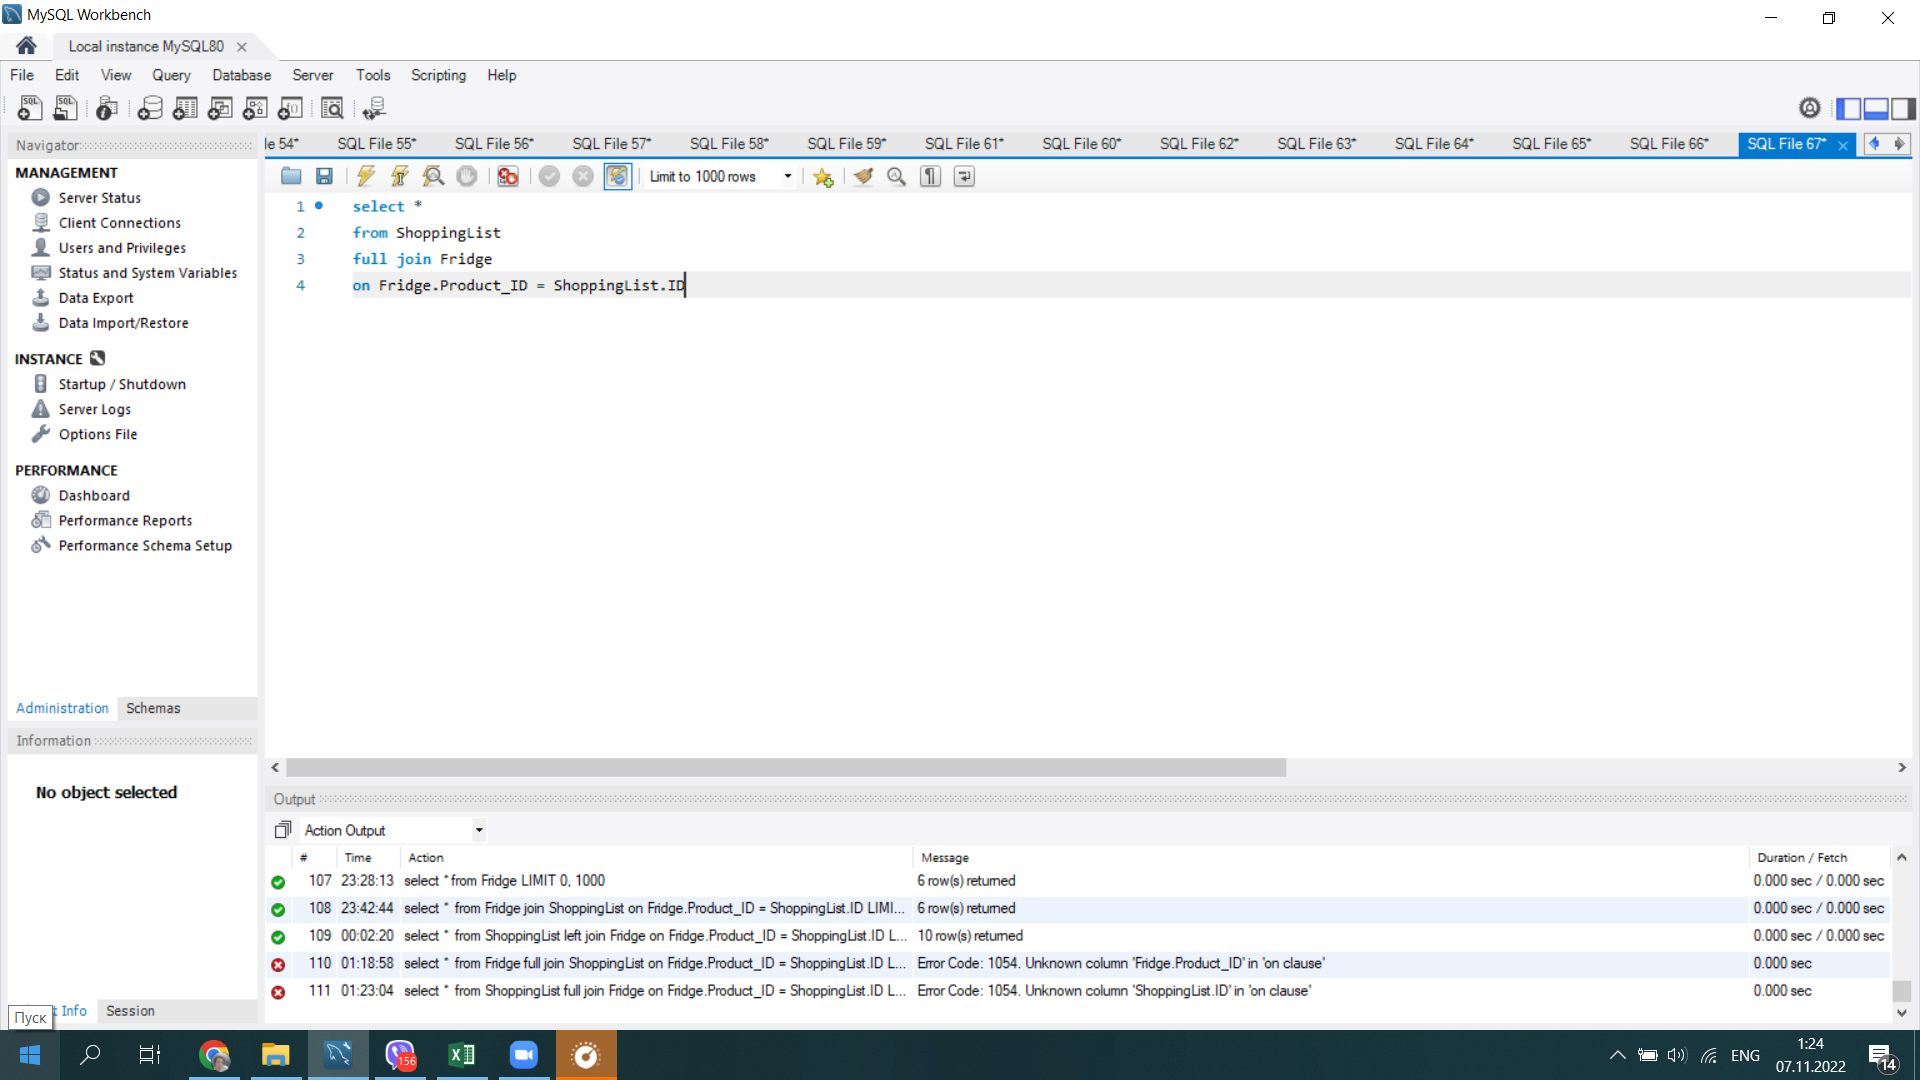 MySQL Workbench
Local instance MySQL80
File Edit View Query Database Server Tools Scripting Help
Navigator
le 54* SQL File 55* SQL File 56* SQL File 57* SQL File 58* SQL File 59* SQL File 61* SQL File 60* SQL File 62* SQL File 63* SQL File 64* SQL File 65* SQL File 66* SQL File 67*
MANAGEMENT
Server Status
Client Connections
Users and Privileges
Status and System Variables
Data Export
Data Import/Restore
INSTANCE
Startup / Shutdown
Server Logs
Options File
PERFORMANCE
Dashboard
Performance Reports
Performance Schema Setup
Administration Schemas
Information
No object selected
t Info Session
Пуск
Limit to 1000 rows
1 select *
2 from ShoppingList
3 full join Fridge
4 on Fridge.Product_ID = ShoppingList.ID
Output
Action Output
# Time Action Message Duration / Fetch
107 23:28:13 select * from Fridge LIMIT 0, 1000 6 row(s) returned 0.000 sec / 0.000 sec
108 23:42:44 select * from Fridge join ShoppingList on Fridge.Product_ID = ShoppingList.ID LIMI... 6 row(s) returned 0.000 sec / 0.000 sec
109 00:02:20 select * from ShoppingList left join Fridge on Fridge.Product_ID = ShoppingList.ID L... 10 row(s) returned 0.000 sec / 0.000 sec
110 01:18:58 select * from Fridge full join ShoppingList on Fridge.Product_ID = ShoppingList.ID L... Error Code: 1054. Unknown column 'Fridge.Product_ID' in 'on clause' 0.000 sec
111 01:23:04 select * from ShoppingList full join Fridge on Fridge.Product_ID = ShoppingList.ID L... Error Code: 1054. Unknown column 'ShoppingList.ID' in 'on clause' 0.000 sec
156
ENG
1:24
07.11.2022
14